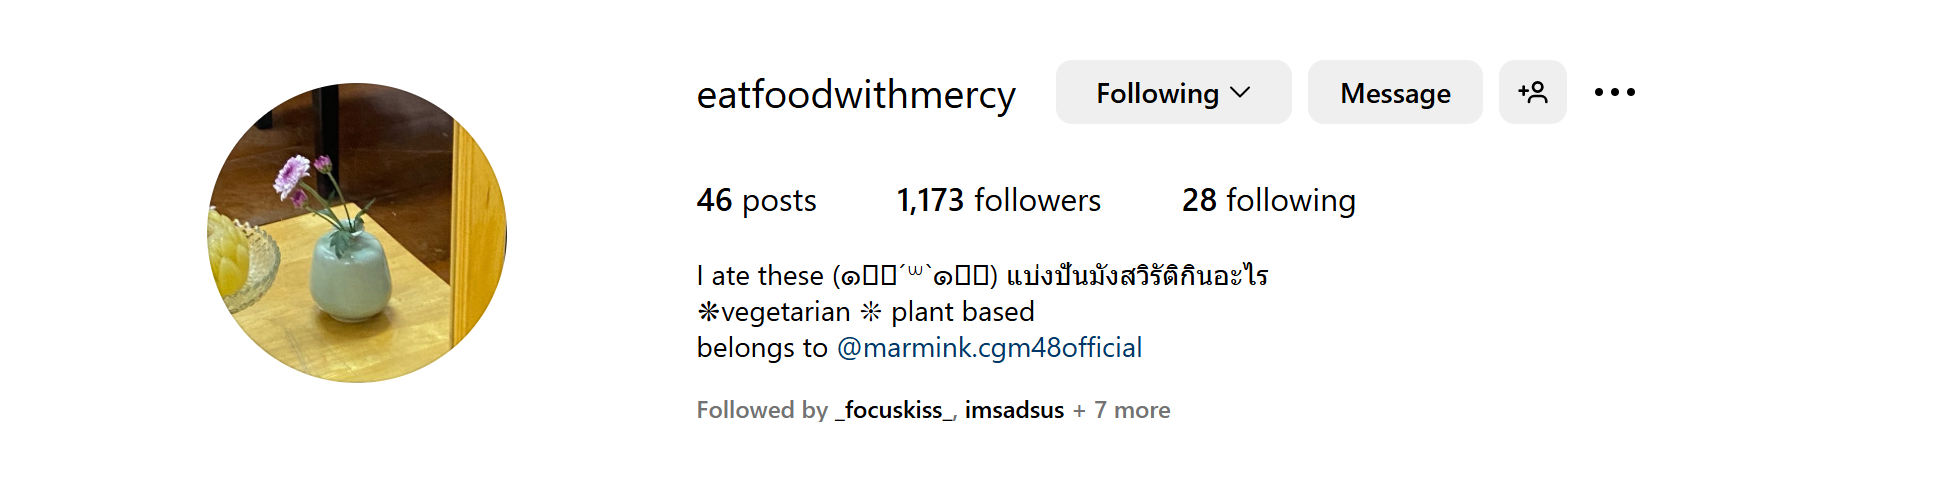 eatfoodwithmercy Following Message
46 posts 1,173 followers 28 following
I ate these (๑▯▯´꒳`๑▯▯) แบ่งปันมังสวิรัติกินอะไร
❋vegetarian ❊ plant based
belongs to @marmink.cgm48official
Followed by _focuskiss_, imsadsus + 7 more